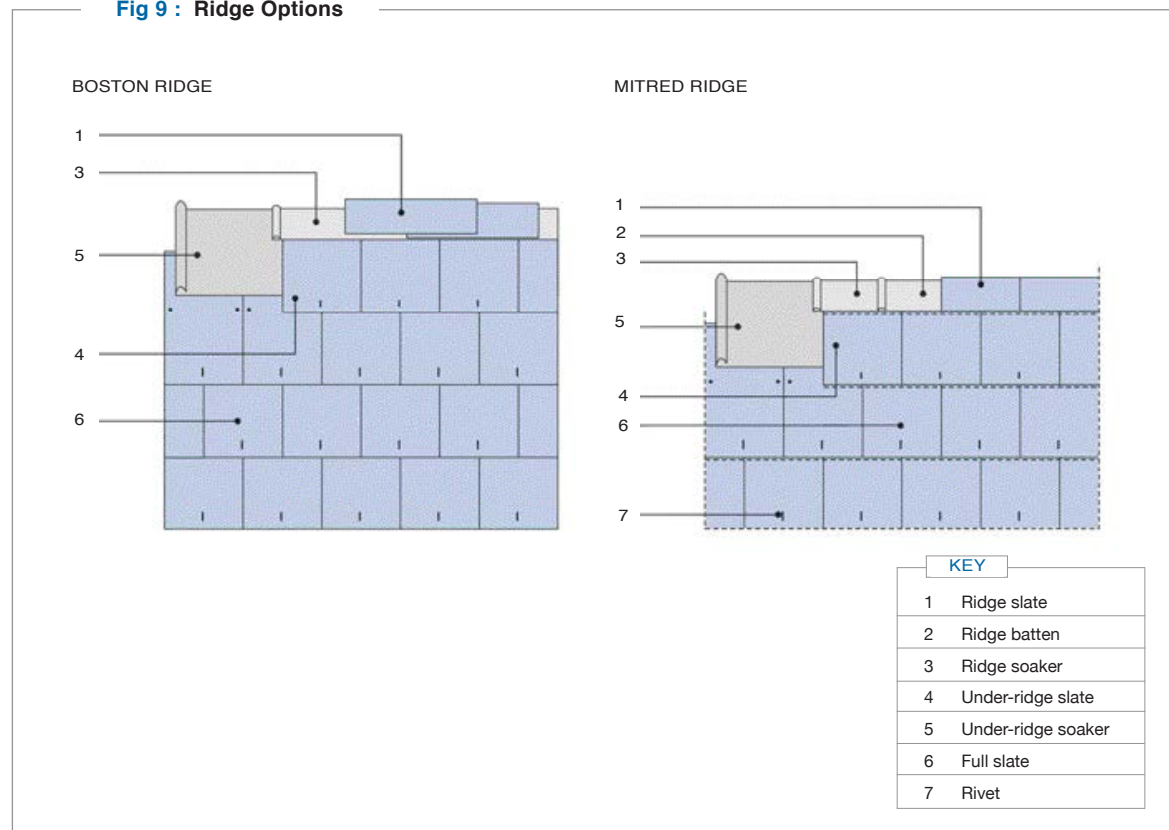 Fig 9 : Ridge Options
BOSTON RIDGE
1
3
5
4
6
MITRED RIDGE
1
2
3
5
4
6
7
KEY
1 Ridge slate
2 Ridge batten
3 Ridge soaker
4 Under-ridge slate
5 Under-ridge soaker
6 Full slate
7 Rivet